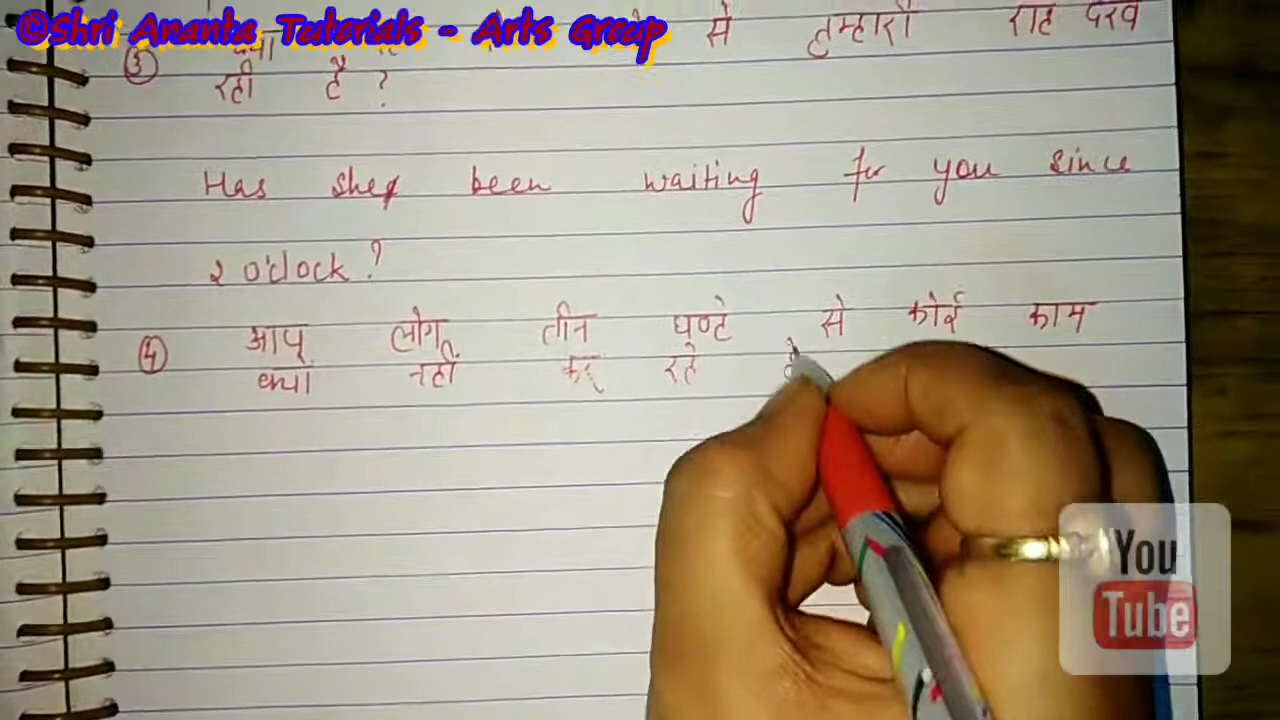 ©Shri Ananta Tutorials - Arts Group
③ क्या से तुम्हारी राह देख
रही है ?
Has she been waiting for you since
2 o'clock ?
④ आप लोग तीन घण्टे से कोई काम
क्या नहीं कर रहे
You
Tube